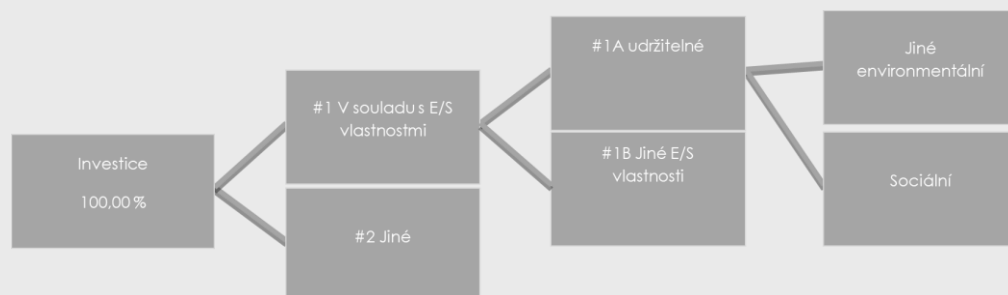 Investice
100,00 %
#1 V souladu s E/S
vlastnostmi
#2 Jiné
#1A udržitelné
#1B Jiné E/S
vlastnosti
Jiné
environmentální
Sociální